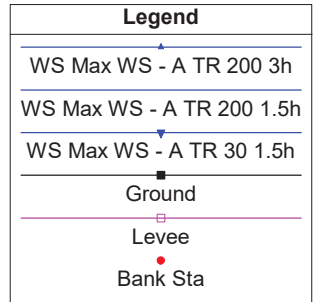 Legend
WS Max WS - A TR 200 3h
WS Max WS - A TR 200 1.5h
WS Max WS - A TR 30 1.5h
Ground
Levee
Bank Sta